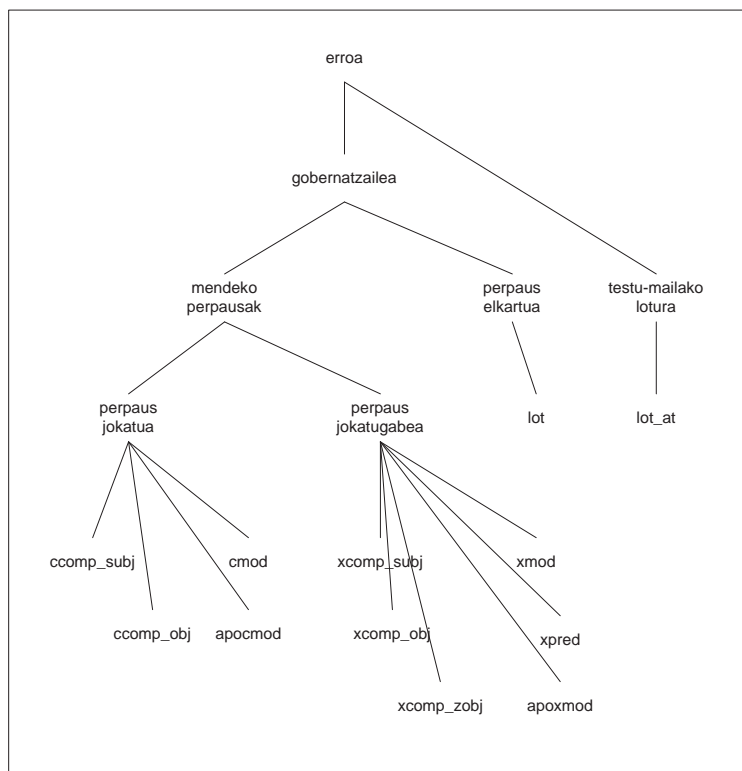 erroa
gobernatzailea
mendeko
perpausak
perpaus
elkartua
testu-mailako
lotura
perpaus
jokatua
perpaus
jokatugabea
lot
lot_at
ccomp_subj
cmod
xcomp_subj
xmod
ccomp_obj
apocmod
xcomp_obj
xpred
xcomp_zobj
apoxmod